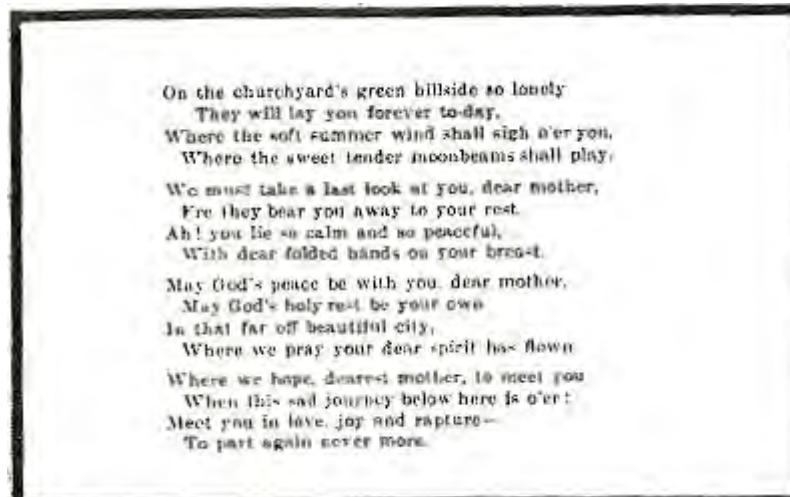 On the churchyard's green hillside so lonely
They will lay you forever to-day,
Where the soft summer wind shall sigh o'er you,
Where the sweet tender moonbeams shall play.
We must take a last look at you, dear mother,
Ere they bear you away to your rest.
Ah! you lie so calm and so peaceful,
With dear folded hands on your breast.
May God's peace be with you, dear mother,
May God's holy rest be your own
In that far off beautiful city,
Where we pray your dear spirit has flown
Where we hope, dearest mother, to meet you
When this sad journey below here is o'er!
Meet you in love, joy and rapture—
To part again never more.